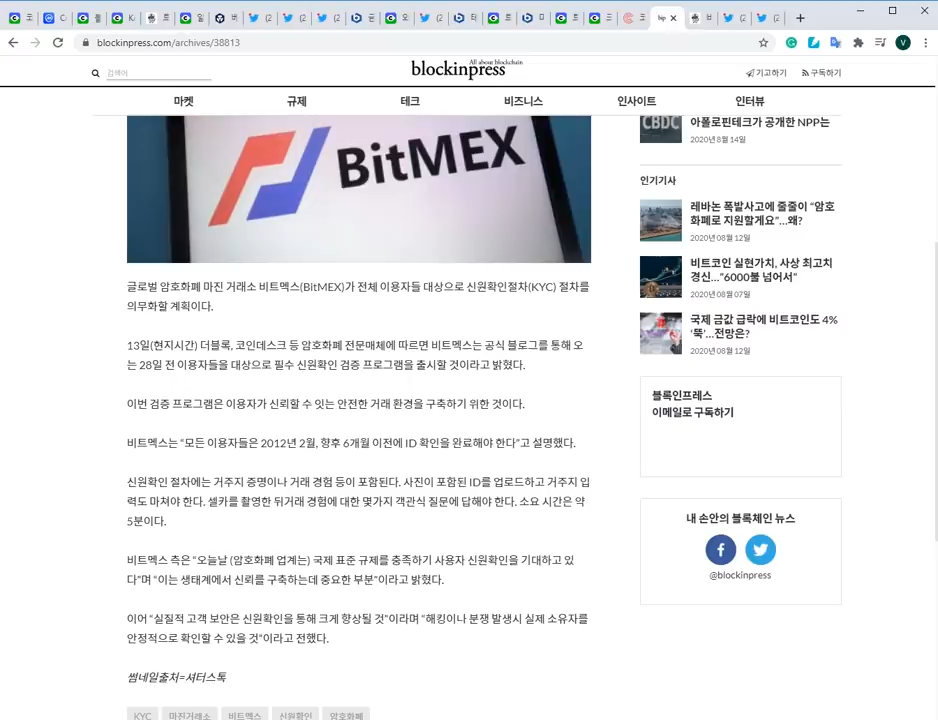 blockinpress.com/archives/38813
검색어
All about blockchain
blockinpress
기고하기
구독하기
마켓
규제
테크
비즈니스
인사이트
인터뷰
BitMEX
글로벌 암호화폐 마진 거래소 비트멕스(BitMEX)가 전체 이용자들 대상으로 신원확인절차(KYC) 절차를
의무화할 계획이다.
13일(현지시간) 더블록, 코인데스크 등 암호화폐 전문매체에 따르면 비트멕스는 공식 블로그를 통해 오
는 28일 전 이용자들을 대상으로 필수 신원확인 검증 프로그램을 출시할 것이라고 밝혔다.
이번 검증 프로그램은 이용자가 신뢰할 수 잇는 안전한 거래 환경을 구축하기 위한 것이다.
비트멕스는 “모든 이용자들은 2012년 2월, 향후 6개월 이전에 ID 확인을 완료해야 한다”고 설명했다.
신원확인 절차에는 거주지 증명이나 거래 경험 등이 포함된다. 사진이 포함된 ID를 업로드하고 거주지 입
력도 마쳐야 한다. 셀카를 촬영한 뒤거래 경험에 대한 몇가지 객관식 질문에 답해야 한다. 소요 시간은 약
5분이다.
비트멕스 측은 “오늘날 (암호화폐 업계는) 국제 표준 규제를 충족하기 사용자 신원확인을 기대하고 있
다”며 “이는 생태계에서 신뢰를 구축하는데 중요한 부분”이라고 밝혔다.
이어 “실질적 고객 보안은 신원확인을 통해 크게 향상될 것”이라며 “해킹이나 분쟁 발생시 실제 소유자를
안정적으로 확인할 수 있을 것”이라고 전했다.
썸네일출처=셔터스톡
KYC
마진거래소
비트멕스
신원확인
암호화폐
CBDC
아폴로핀테크가 공개한 NPP는
2020년 8월 14일
인기기사
레바논 폭발사고에 줄줄이 “암호
화폐로 지원할게요”…왜?
2020년 08월 12일
비트코인 실현가치, 사상 최고치
경신…“6000불 넘어서”
2020년 08월 07일
국제 금값 급락에 비트코인도 4%
‘뚝’…전망은?
2020년 08월 12일
블록인프레스
이메일로 구독하기
내 손안의 블록체인 뉴스
@blockinpress